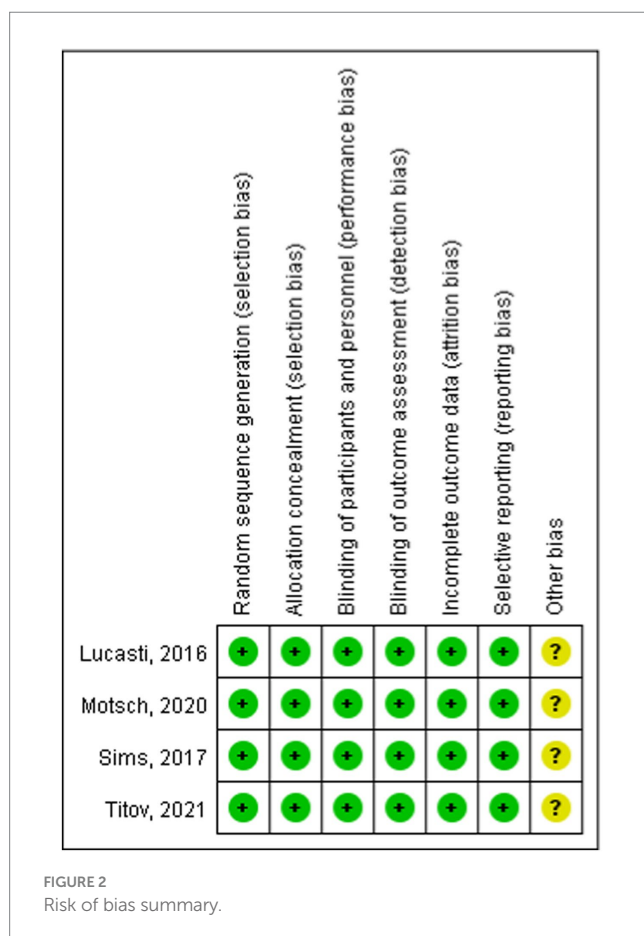 Random sequence generation (selection bias)
Allocation concealment (selection bias)
Blinding of participants and personnel (performance bias)
Blinding of outcome assessment (detection bias)
Incomplete outcome data (attrition bias)
Selective reporting (reporting bias)
Other bias
Lucasti, 2016 + + + + + + ?
Motsch, 2020 + + + + + + ?
Sims, 2017 + + + + + + ?
Titov, 2021 + + + + + + ?
FIGURE 2
Risk of bias summary.